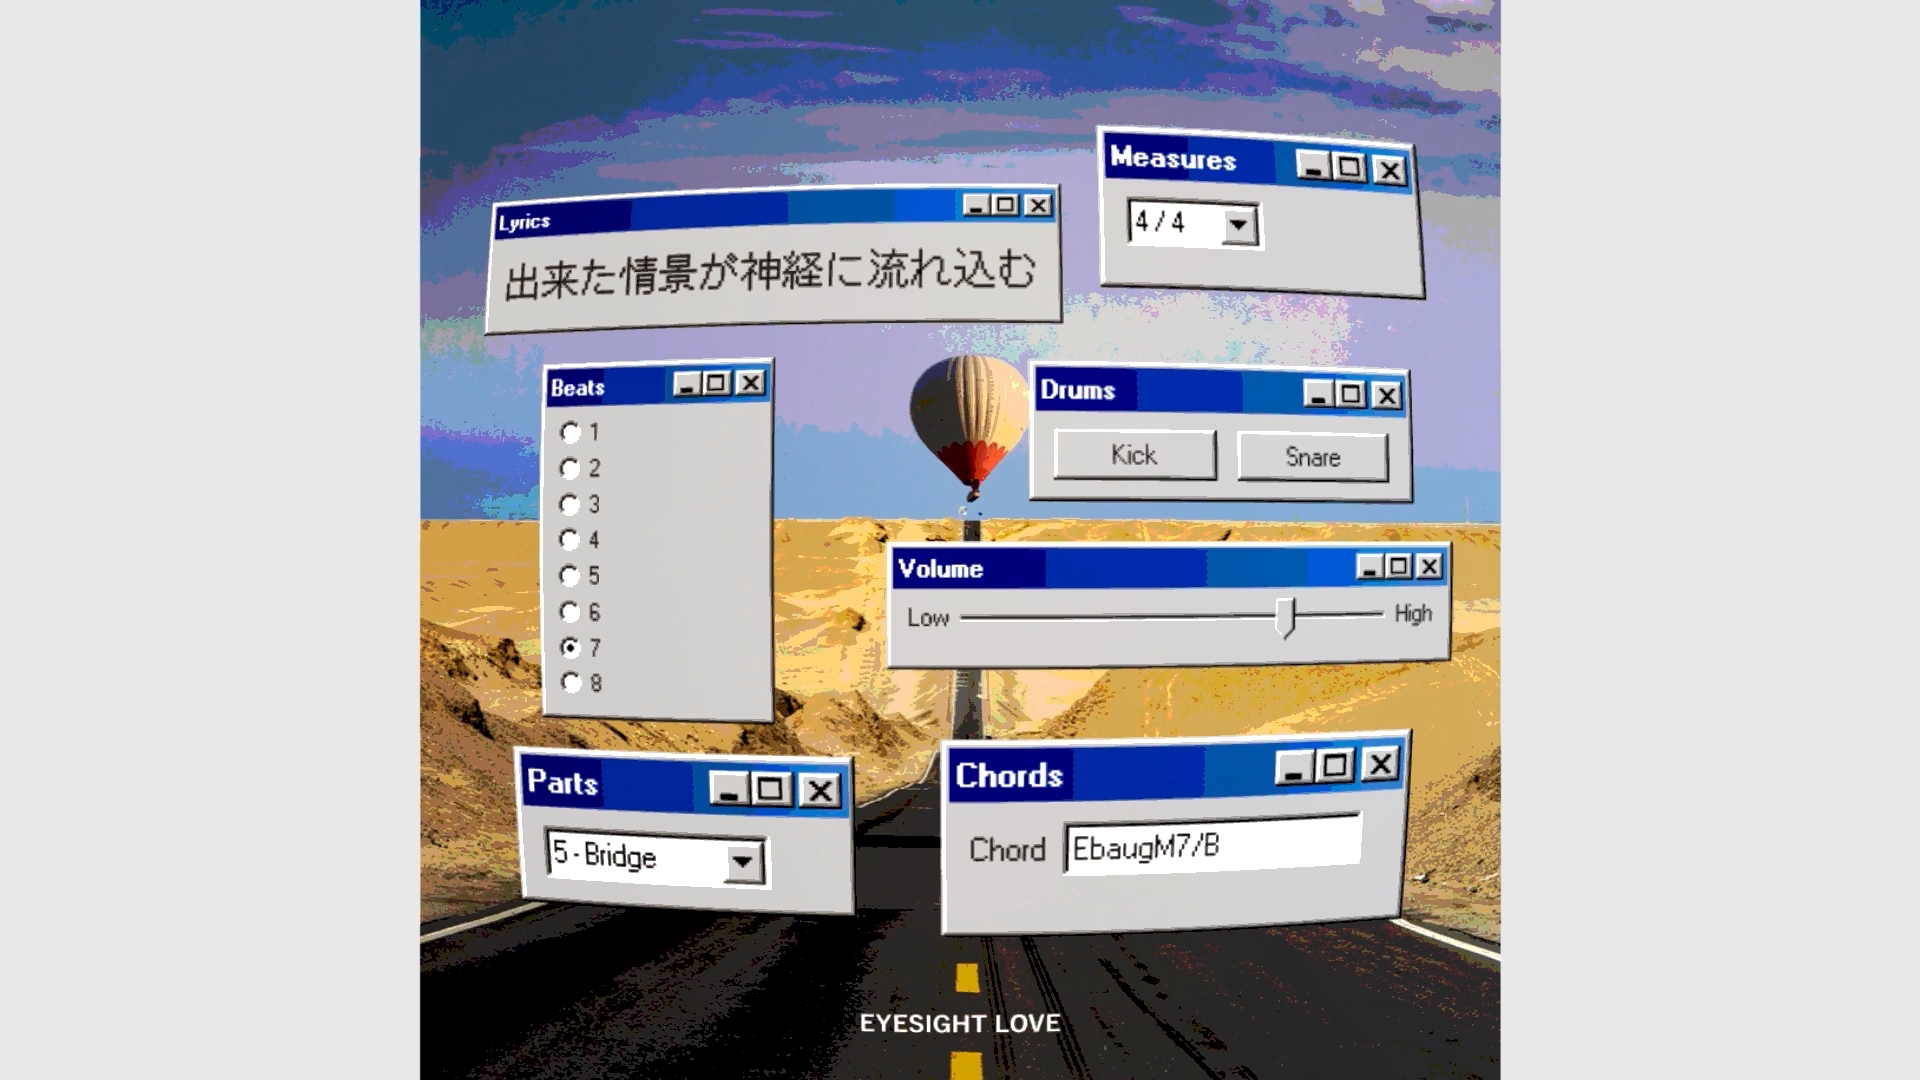 Measures
4 / 4
Lyrics
出来た情景が神経に流れ込む
Beats
1
2
3
4
5
6
7
8
Drums
Kick
Snare
Volume
Low
High
Parts
5 - Bridge
Chords
Chord
EbaugM7/B
EYESIGHT LOVE